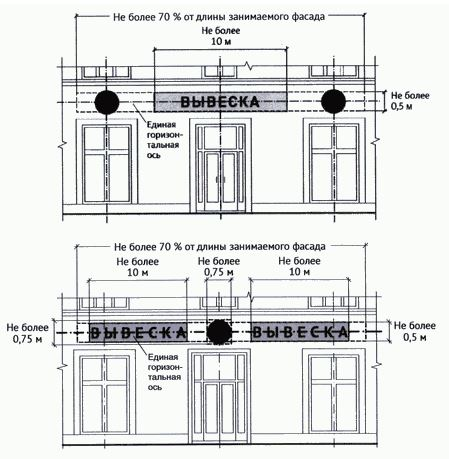 Не более 70 % от длины занимаемого фасада
Не более
10 м
ВЫВЕСКА
Не более
0,5 м
Единая
горизон-
тальная
ось
Не более 70 % от длины занимаемого фасада
Не более
10 м
Не более
0,75 м
Не более
10 м
Не более
0,75 м
ВЫВЕСКА
ВЫВЕСКА
Не более
0,5 м
Единая
горизон-
тальная
ось